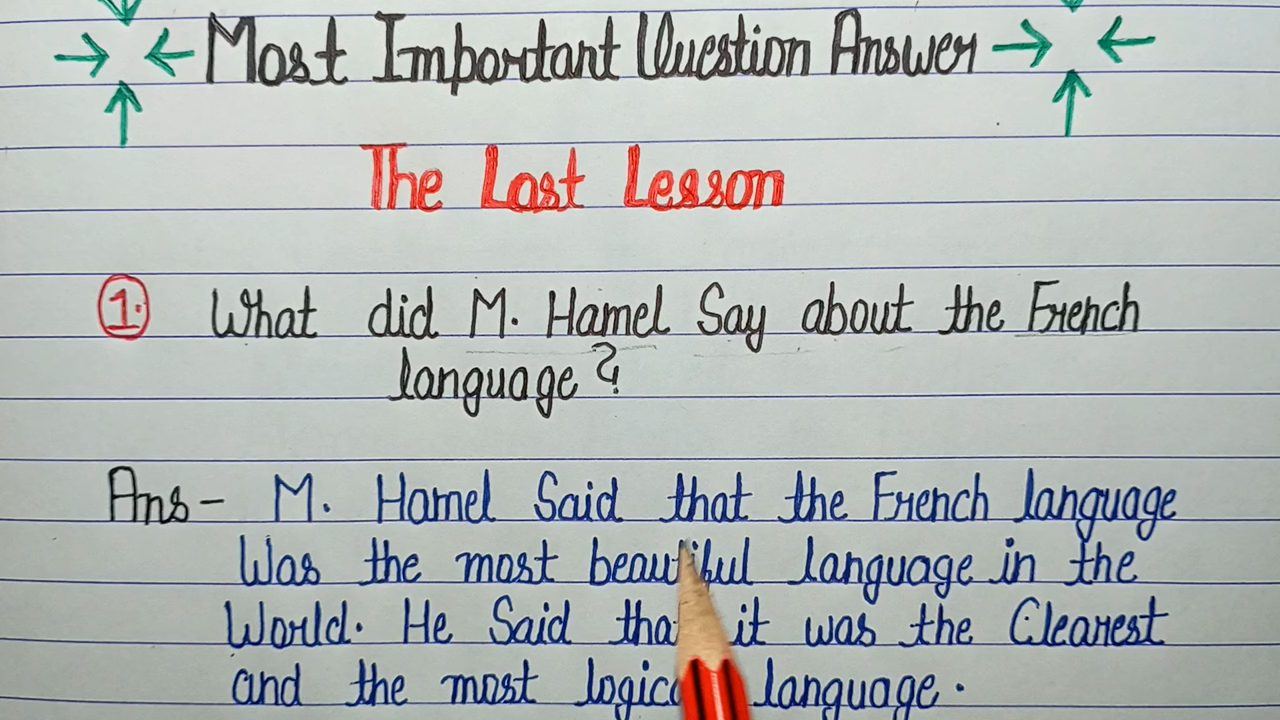 Most Important Question Answer
The Last Lesson
1. What did M. Hamel Say about the French
language?
Ans - M. Hamel Said that the French language
Was the most beautiful language in the
World. He Said that it was the Clearest
and the most logical language.